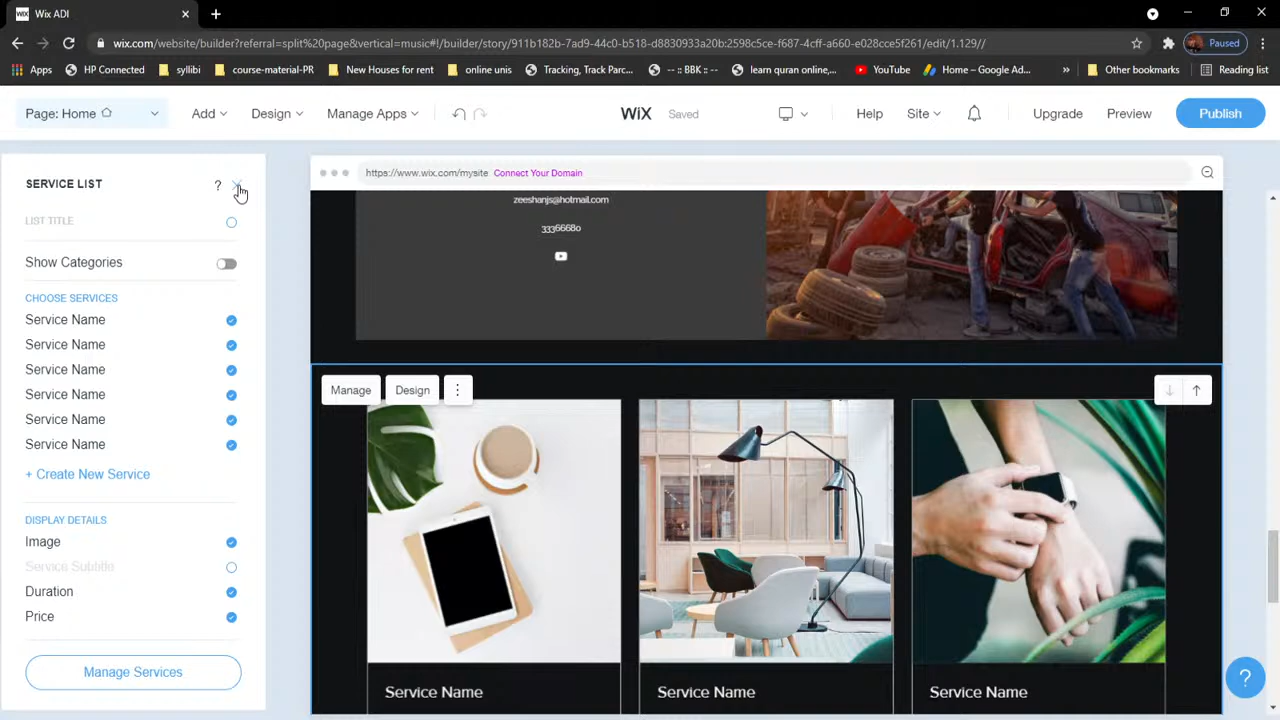 Wix ADI
wix.com/website/builder?referral=split%20page&vertical=music#!/builder/story/911b182b-7ad9-44c0-b518-d8830933a20b:2598c5ce-f687-4cff-a660-e028cce5f261/edit/1.129//
Paused
Apps HP Connected syllibi course-material-PR New Houses for rent online unis Tracking, Track Parc... -- :: BBK :: -- learn quran online,... YouTube Home – Google Ad... » Other bookmarks Reading list
Page: Home Add Design Manage Apps WiX Saved Help Site Upgrade Preview Publish
SERVICE LIST ?
LIST TITLE
Show Categories
CHOOSE SERVICES
Service Name
Service Name
Service Name
Service Name
Service Name
Service Name
+ Create New Service
DISPLAY DETAILS
Image
Service Subtitle
Duration
Price
Manage Services
https://www.wix.com/mysite Connect Your Domain
zeeshanjs@hotmail.com
33366680
Manage Design
Service Name Service Name Service Name
?